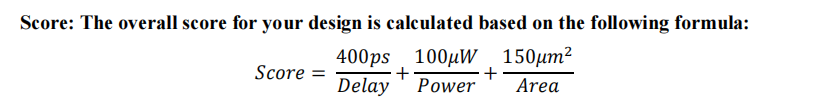 Score: The overall score for your design is calculated based on the following formula:
Score = 400ps/Delay + 100μW/Power + 150μm²/Area